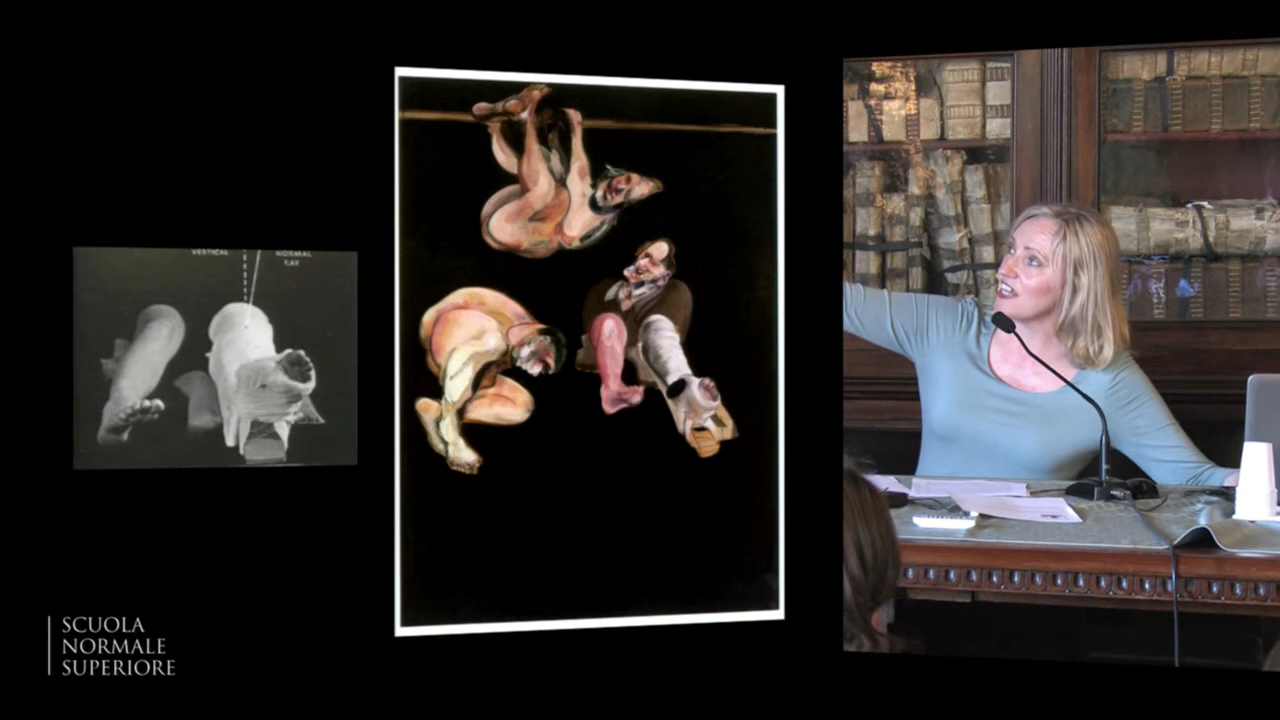 VERTICAL
NORMAL
RAY
SCUOLA
NORMALE
SUPERIORE